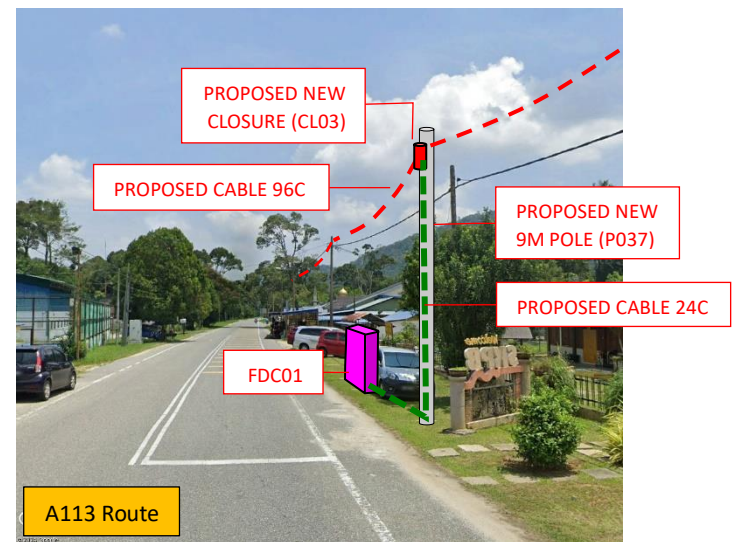 PROPOSED NEW
CLOSURE (CL03)
PROPOSED CABLE 96C
PROPOSED NEW
9M POLE (P037)
PROPOSED CABLE 24C
FDC01
A113 Route